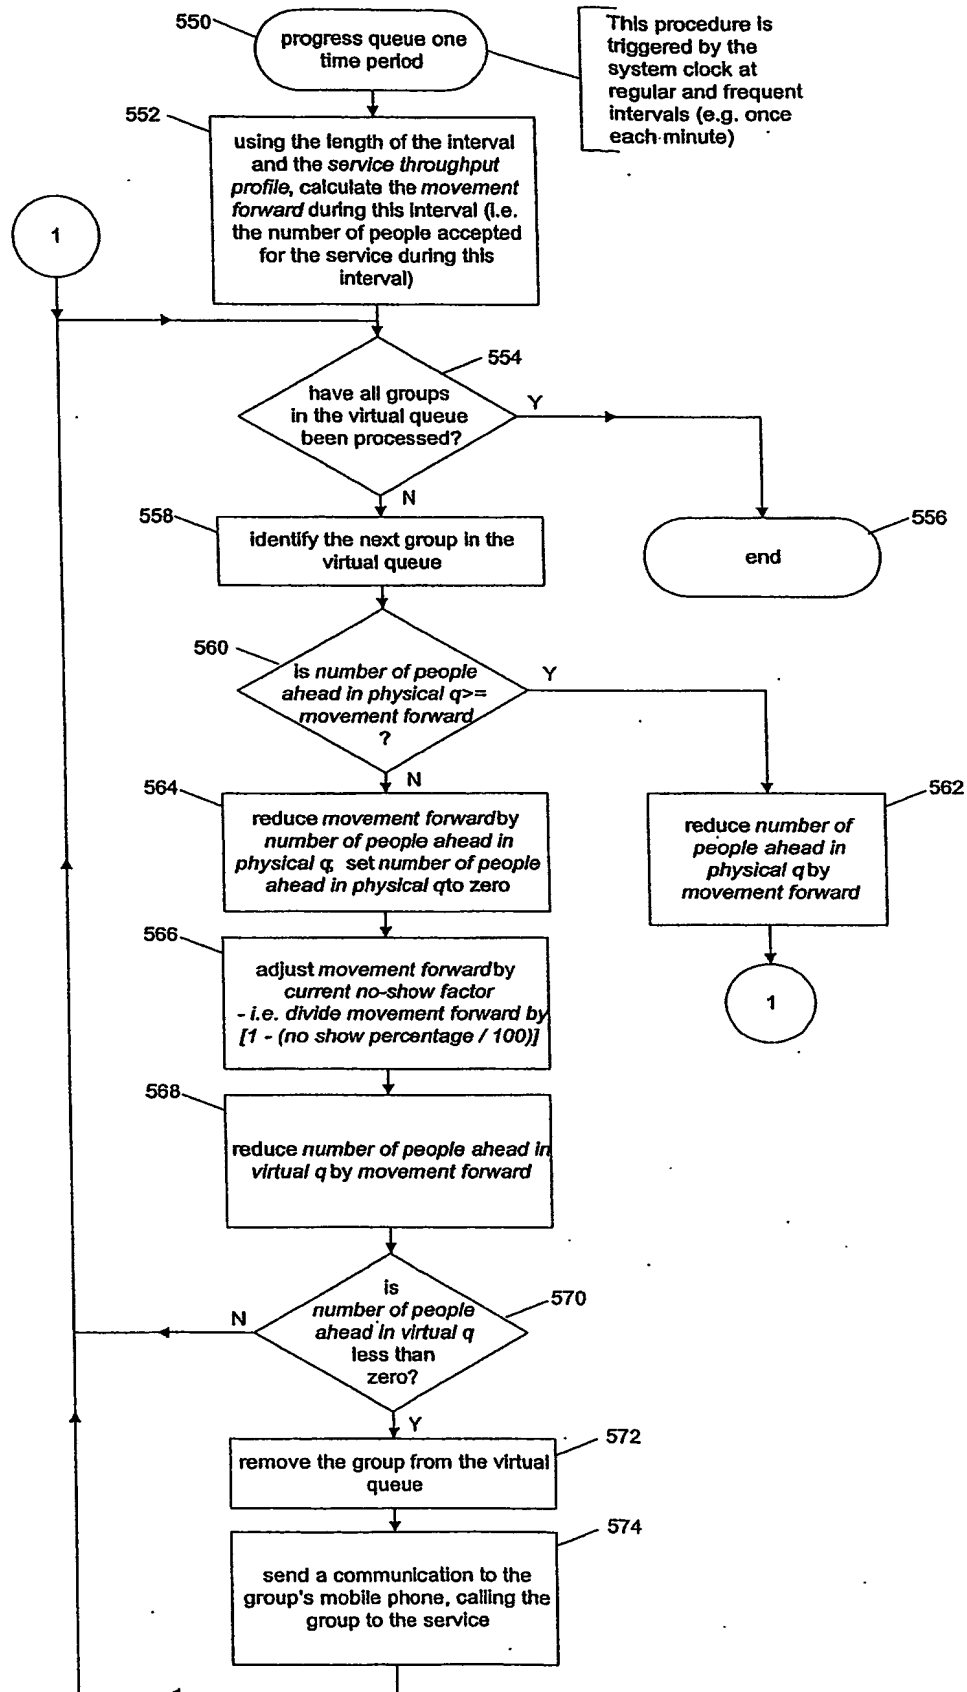 550
progress queue one
time period
This procedure is
triggered by the
system clock at
regular and frequent
intervals (e.g. once
each minute)
552
using the length of the interval
and the service throughput
profile, calculate the movement
forward during this interval (i.e.
the number of people accepted
for the service during this
interval)
1
554
have all groups
in the virtual queue
been processed?
Y
N
558
identify the next group in the
virtual queue
556
end
560
is number of people
ahead in physical q>=
movement forward
?
Y
N
564
reduce movement forward by
number of people ahead in
physical q; set number of people
ahead in physical q to zero
562
reduce number of
people ahead in
physical q by
movement forward
566
adjust movement forward by
current no-show factor
- i.e. divide movement forward by
[1 - (no show percentage / 100)]
1
568
reduce number of people ahead in
virtual q by movement forward
570
is
number of people
ahead in virtual q
less than
zero?
N
Y
572
remove the group from the virtual
queue
574
send a communication to the
group's mobile phone, calling the
group to the service